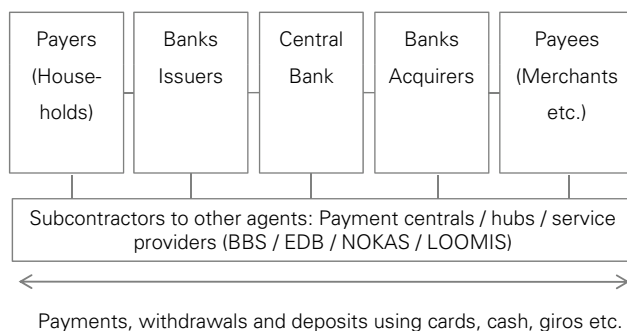 Payers
(House-
holds)
Banks
Issuers
Central
Bank
Banks
Acquirers
Payees
(Merchants
etc.)
Subcontractors to other agents: Payment centrals / hubs / service
providers (BBS / EDB / NOKAS / LOOMIS)
Payments, withdrawals and deposits using cards, cash, giros etc.